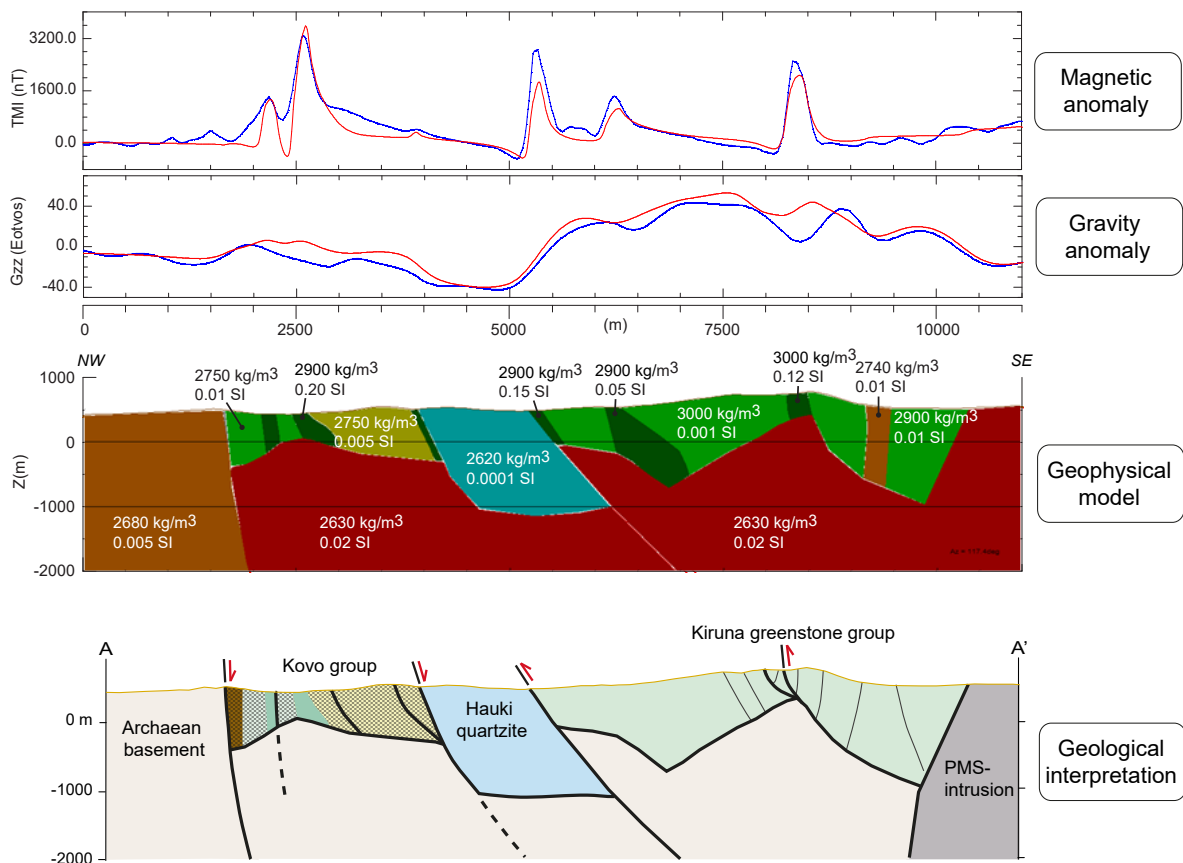 3200.0
1600.0
0.0
TMI (nT)
Magnetic
anomaly
40.0
0.0
-40.0
Gzz (Eotvos)
Gravity
anomaly
0
2500
5000
(m)
7500
10000
NW
SE
2750 kg/m3
0.01 SI
2900 kg/m3
0.20 SI
2900 kg/m3
0.15 SI
2900 kg/m3
0.05 SI
3000 kg/m3
0.12 SI
2740 kg/m3
0.01 SI
1000
0
-1000
-2000
Z(m)
2750 kg/m3
0.005 SI
3000 kg/m3
0.001 SI
2900 kg/m3
0.01 SI
2620 kg/m3
0.0001 SI
2680 kg/m3
0.005 SI
2630 kg/m3
0.02 SI
2630 kg/m3
0.02 SI
Geophysical
model
A
A'
Kovo group
Kiruna greenstone group
0 m
-1000
-2000
Archaean
basement
Hauki
quartzite
PMS-
intrusion
Geological
interpretation